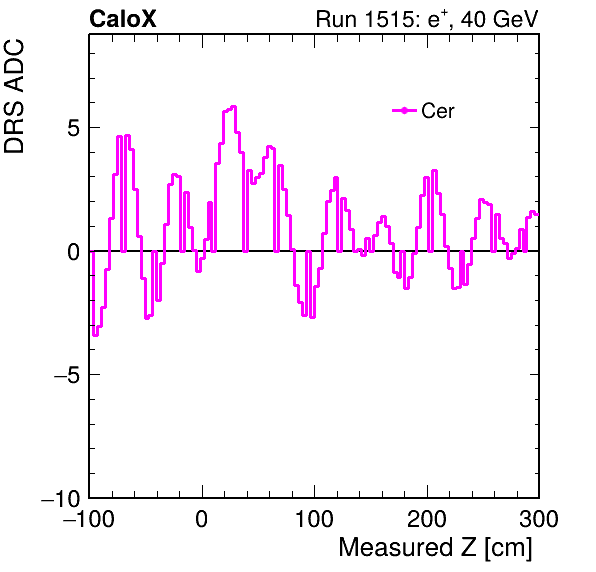 CaloX
Run 1515: e+, 40 GeV
DRS ADC
Cer
5
0
−5
−10
−100 0 100 200 300
Measured Z [cm]